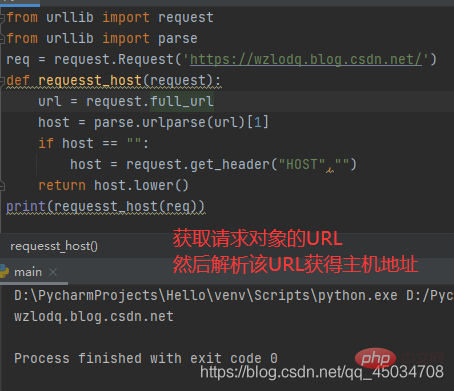 from urllib import request
from urllib import parse
req = request.Request('https://wzlodq.blog.csdn.net/')
def requesst_host(request):
    url = request.full_url
    host = parse.urlparse(url)[1]
    if host == "":
        host = request.get_header("HOST","")
    return host.lower()
print(requesst_host(req))
获取请求对象的URL
然后解析该URL获得主机地址
requesst_host()
main ×
D:\PycharmProjects\Hello\venv\Scripts\python.exe D:/Pyc
wzlodq.blog.csdn.net
Process finished with exit code 0
php
https://blog.csdn.net/qq_45034708